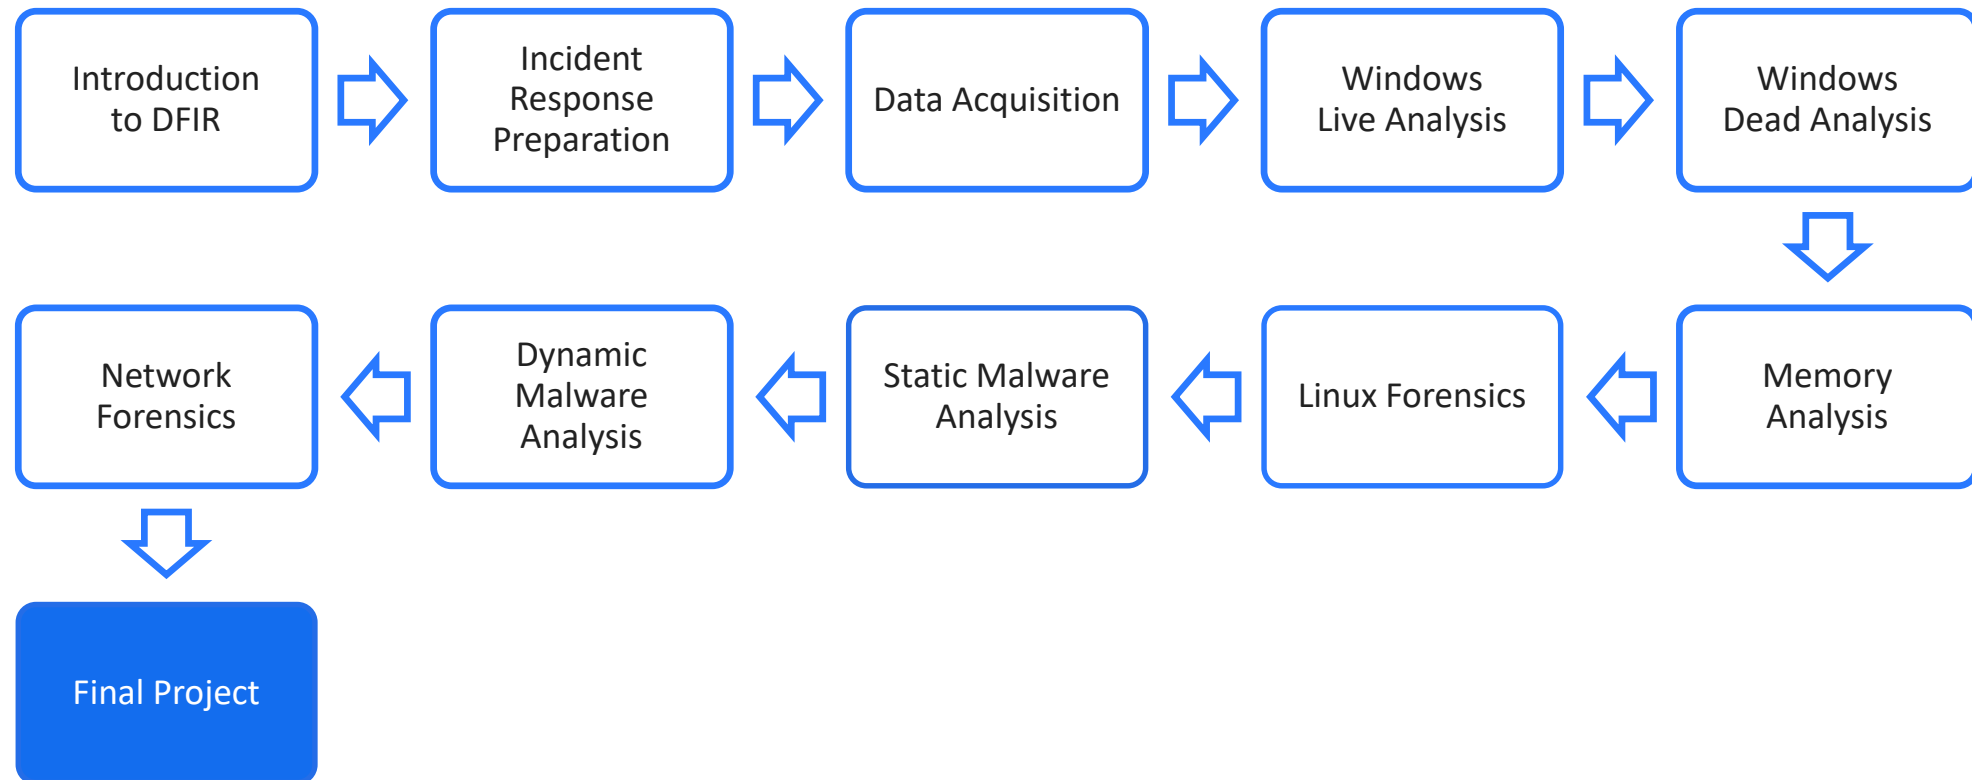 Introduction
to DFIR
Incident
Response
Preparation
Data Acquisition
Windows
Live Analysis
Windows
Dead Analysis
Memory
Analysis
Linux Forensics
Static Malware
Analysis
Dynamic
Malware
Analysis
Network
Forensics
Final Project